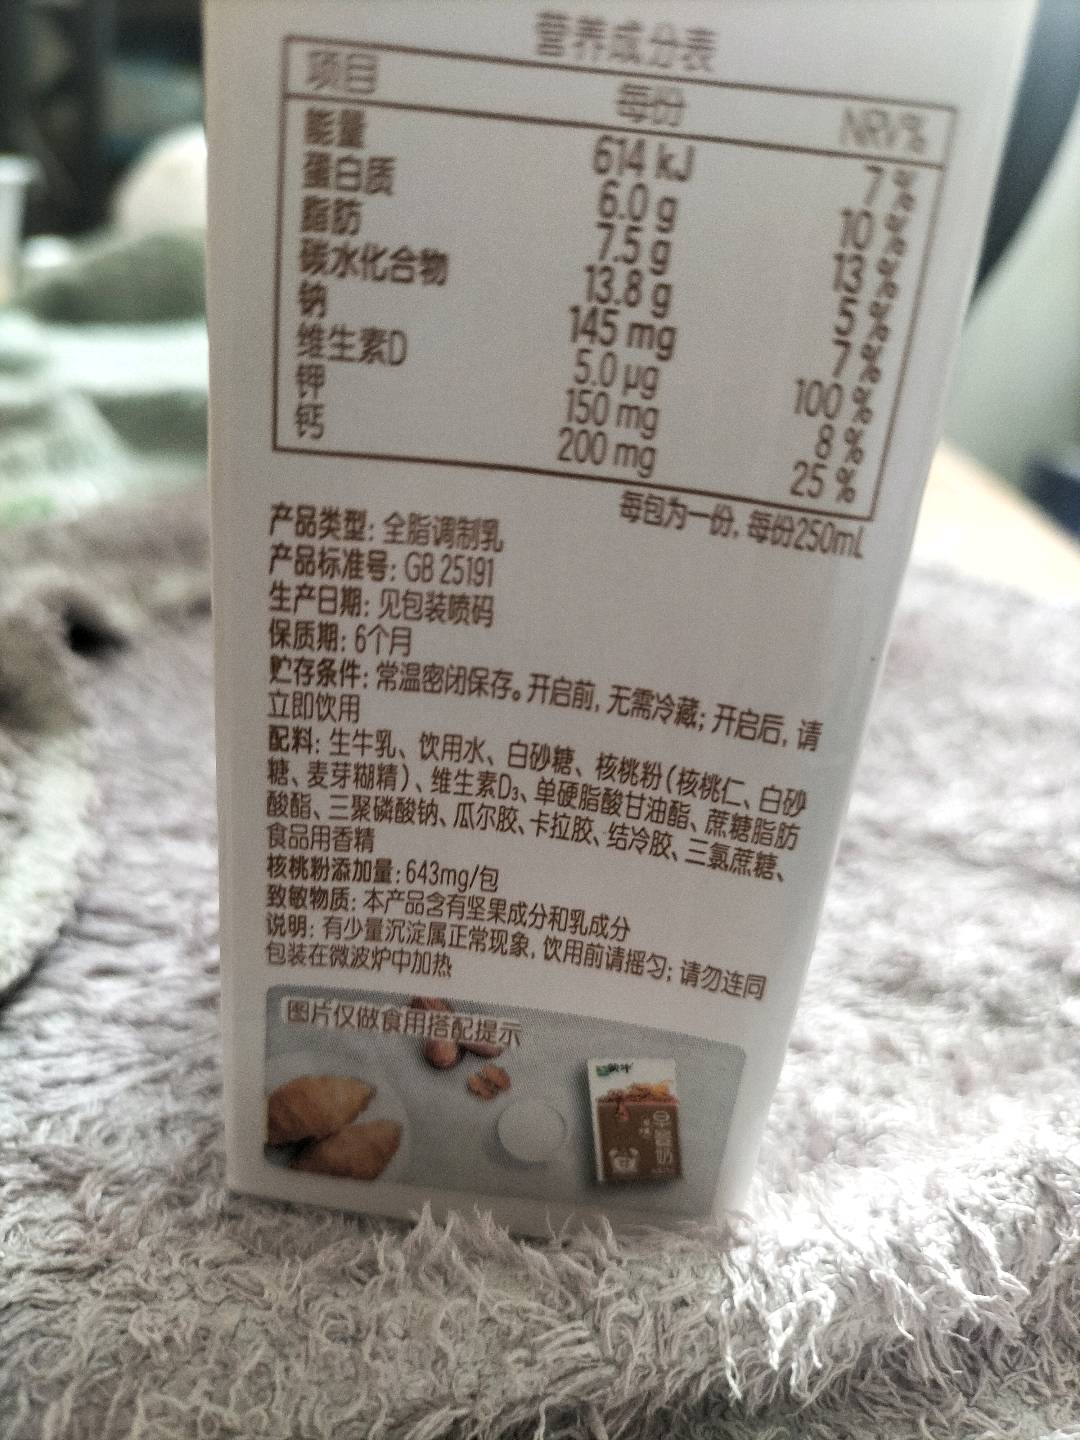 营养成分表
项目 每份 NRV%
能量 614 kJ 7%
蛋白质 6.0 g 10%
脂肪 7.5 g 13%
碳水化合物 13.8 g 5%
钠 145 mg 7%
维生素D 5.0 μg 100%
钾 150 mg 8%
钙 200 mg 25%
每包为一份, 每份250mL
产品类型: 全脂调制乳
产品标准号: GB 25191
生产日期: 见包装喷码
保质期: 6个月
贮存条件: 常温密闭保存。开启前, 无需冷藏; 开启后, 请
立即饮用
配料: 生牛乳、饮用水、白砂糖、核桃粉(核桃仁、白砂
糖、麦芽糊精)、维生素D₃、单硬脂酸甘油酯、蔗糖脂肪
酸酯、三聚磷酸钠、瓜尔胶、卡拉胶、结冷胶、三氯蔗糖、
食品用香精
核桃粉添加量: 643mg/包
致敏物质: 本产品含有坚果成分和乳成分
说明: 有少量沉淀属正常现象, 饮用前请摇匀; 请勿连同
包装在微波炉中加热
图片仅做食用搭配提示
蒙牛
早餐奶